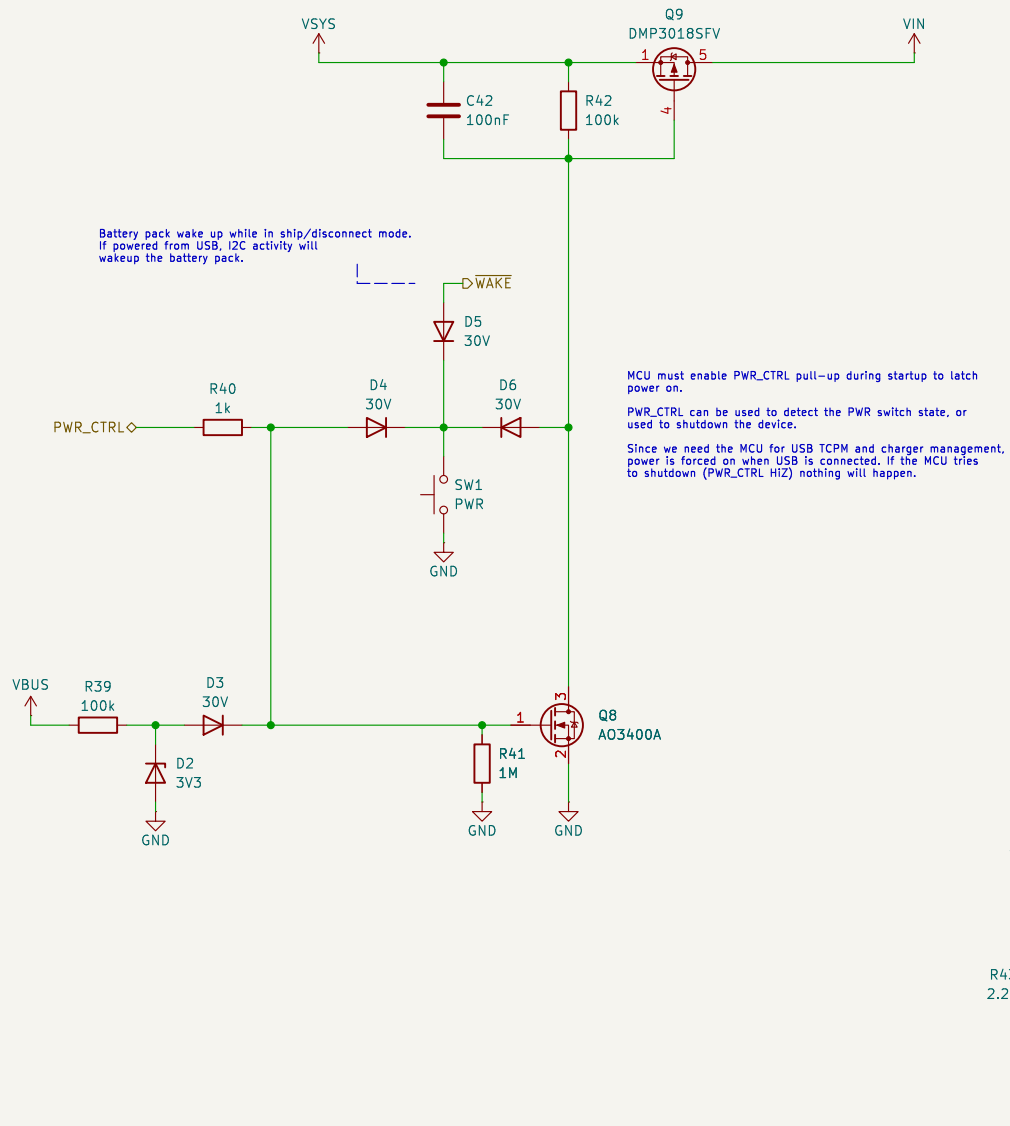 Q9
DMP3018SFV
VSYS
VIN
1
5
4
C42
100nF
R42
100k
Battery pack wake up while in ship/disconnect mode.
If powered from USB, I2C activity will
wakeup the battery pack.
WAKE
D5
30V
R40
1k
D4
30V
D6
30V
PWR_CTRL
MCU must enable PWR_CTRL pull-up during startup to latch
power on.
PWR_CTRL can be used to detect the PWR switch state, or
used to shutdown the device.
Since we need the MCU for USB TCPM and charger management,
power is forced on when USB is connected. If the MCU tries
to shutdown (PWR_CTRL HiZ) nothing will happen.
SW1
PWR
GND
VBUS
R39
100k
D3
30V
D2
3V3
GND
1
3
2
Q8
AO3400A
R41
1M
GND
GND
2.2